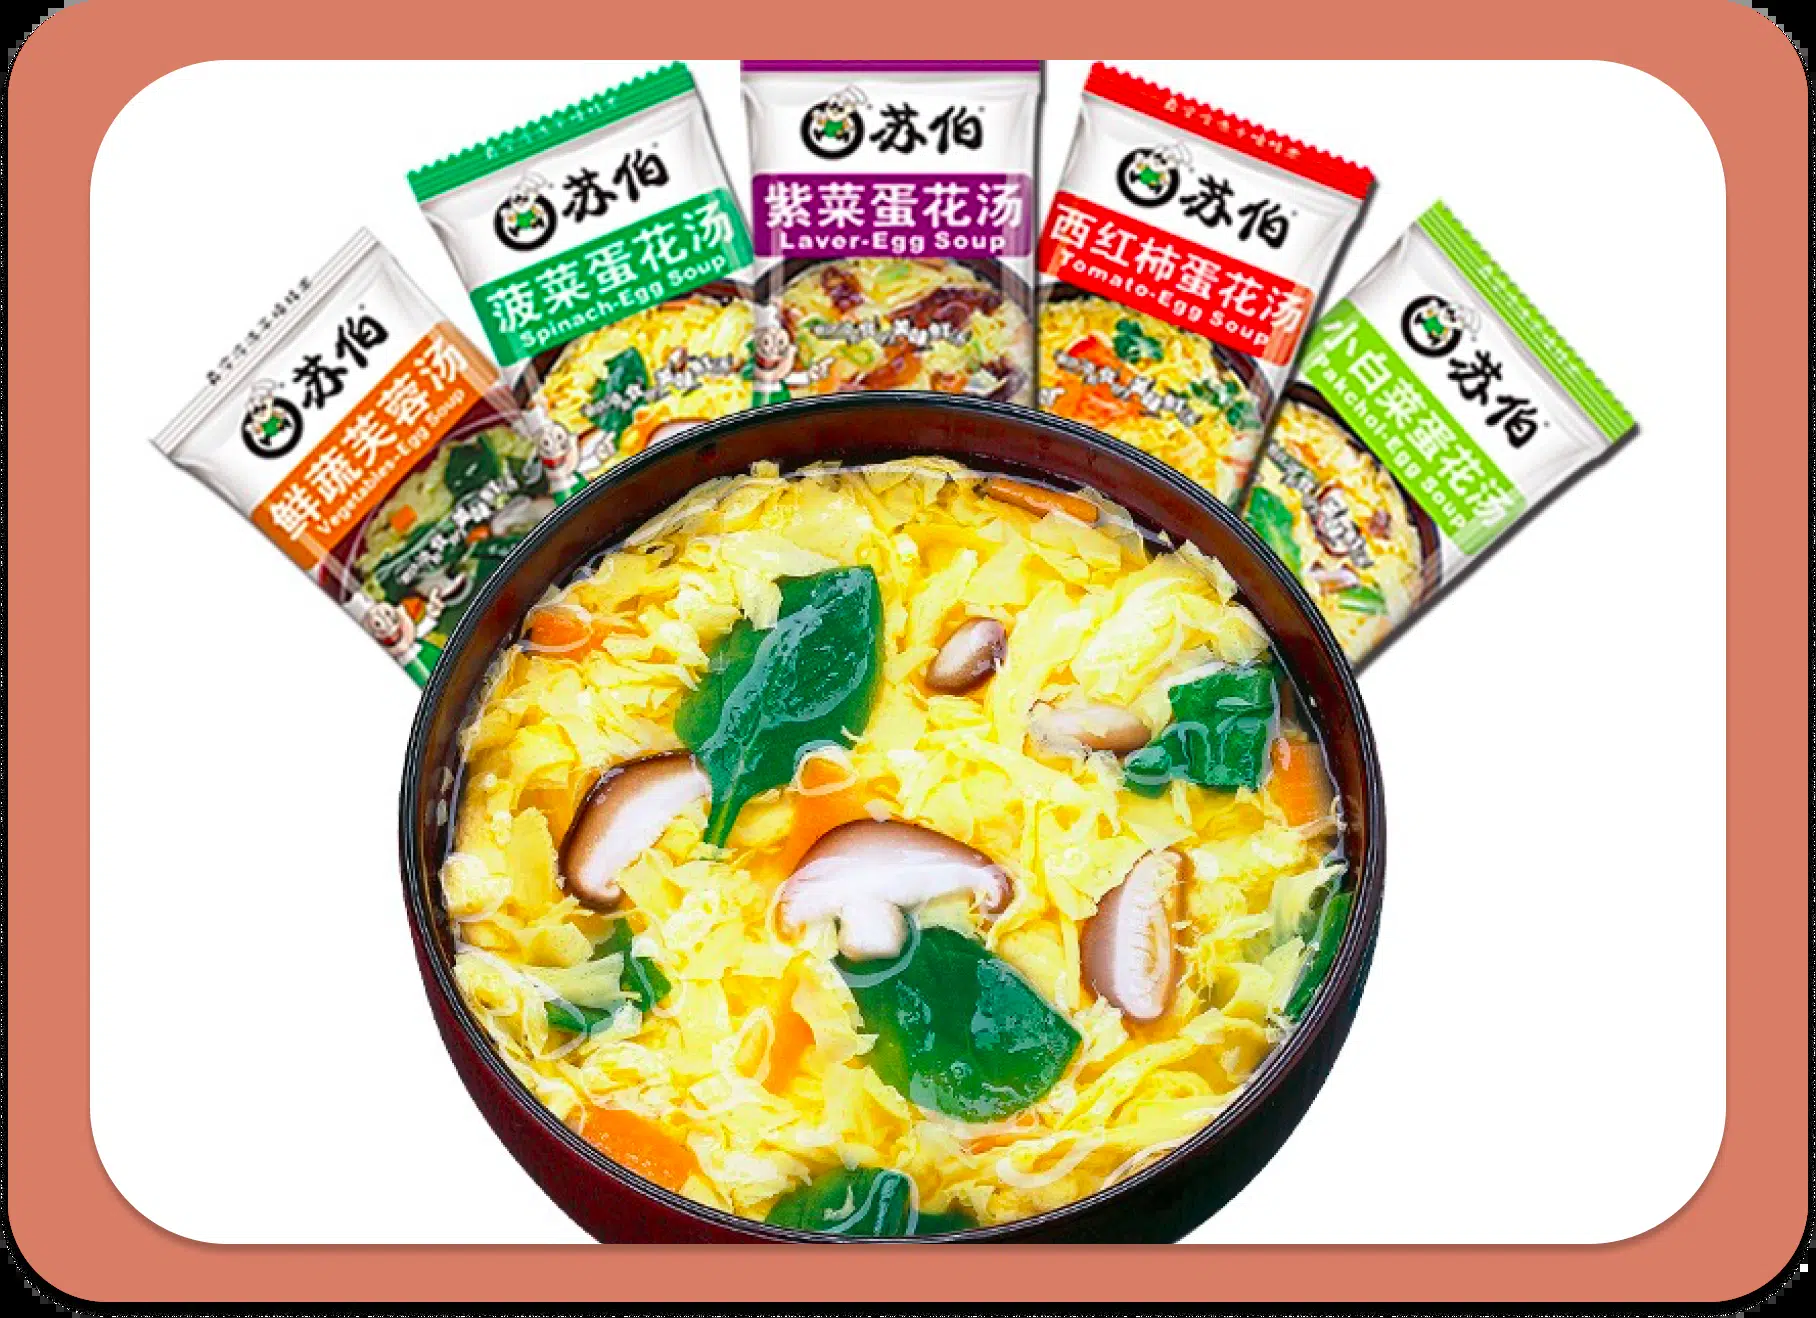 苏伯
鲜蔬芙蓉汤
Vegetables-Egg Soup
苏伯
菠菜蛋花汤
Spinach-Egg Soup
苏伯
紫菜蛋花汤
Laver-Egg Soup
苏伯
西红柿蛋花汤
Tomato-Egg Soup
苏伯
小白菜蛋花汤
Pakchoi-Egg Soup